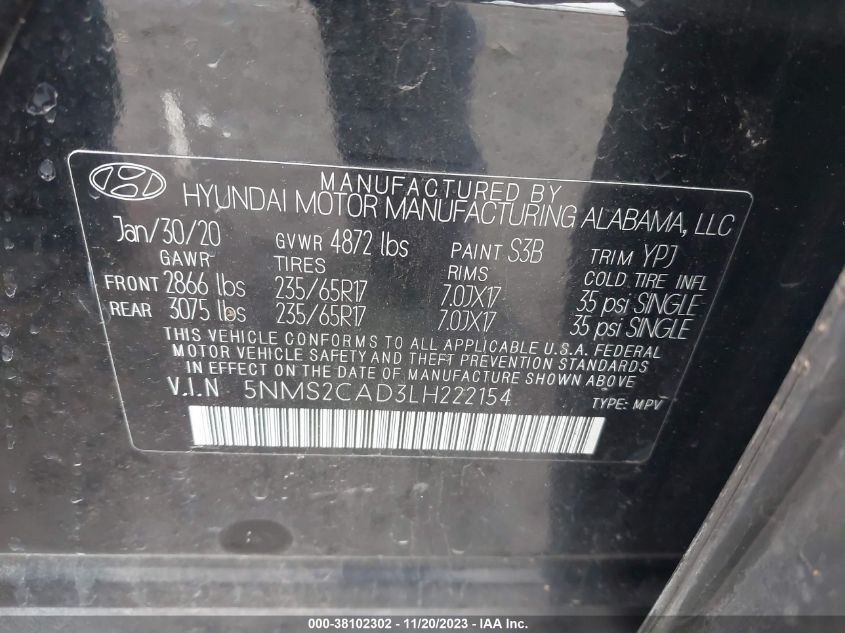 MANUFACTURED BY
HYUNDAI MOTOR MANUFACTURING ALABAMA, LLC
Jan/30/20 GVWR 4872 lbs PAINT S3B TRIM YPJ
GAWR TIRES RIMS COLD TIRE INFL
FRONT 2866 lbs 235/65R17 7.0JX17 35 psi SINGLE
REAR 3075 lbs 235/65R17 7.0JX17 35 psi SINGLE
THIS VEHICLE CONFORMS TO ALL APPLICABLE U.S.A. FEDERAL
MOTOR VEHICLE SAFETY AND THEFT PREVENTION STANDARDS
IN EFFECT ON THE DATE OF MANUFACTURE SHOWN ABOVE
V.I.N 5NMS2CAD3LH222154 TYPE: MPV
000-38102302 - 11/20/2023 - IAA Inc.